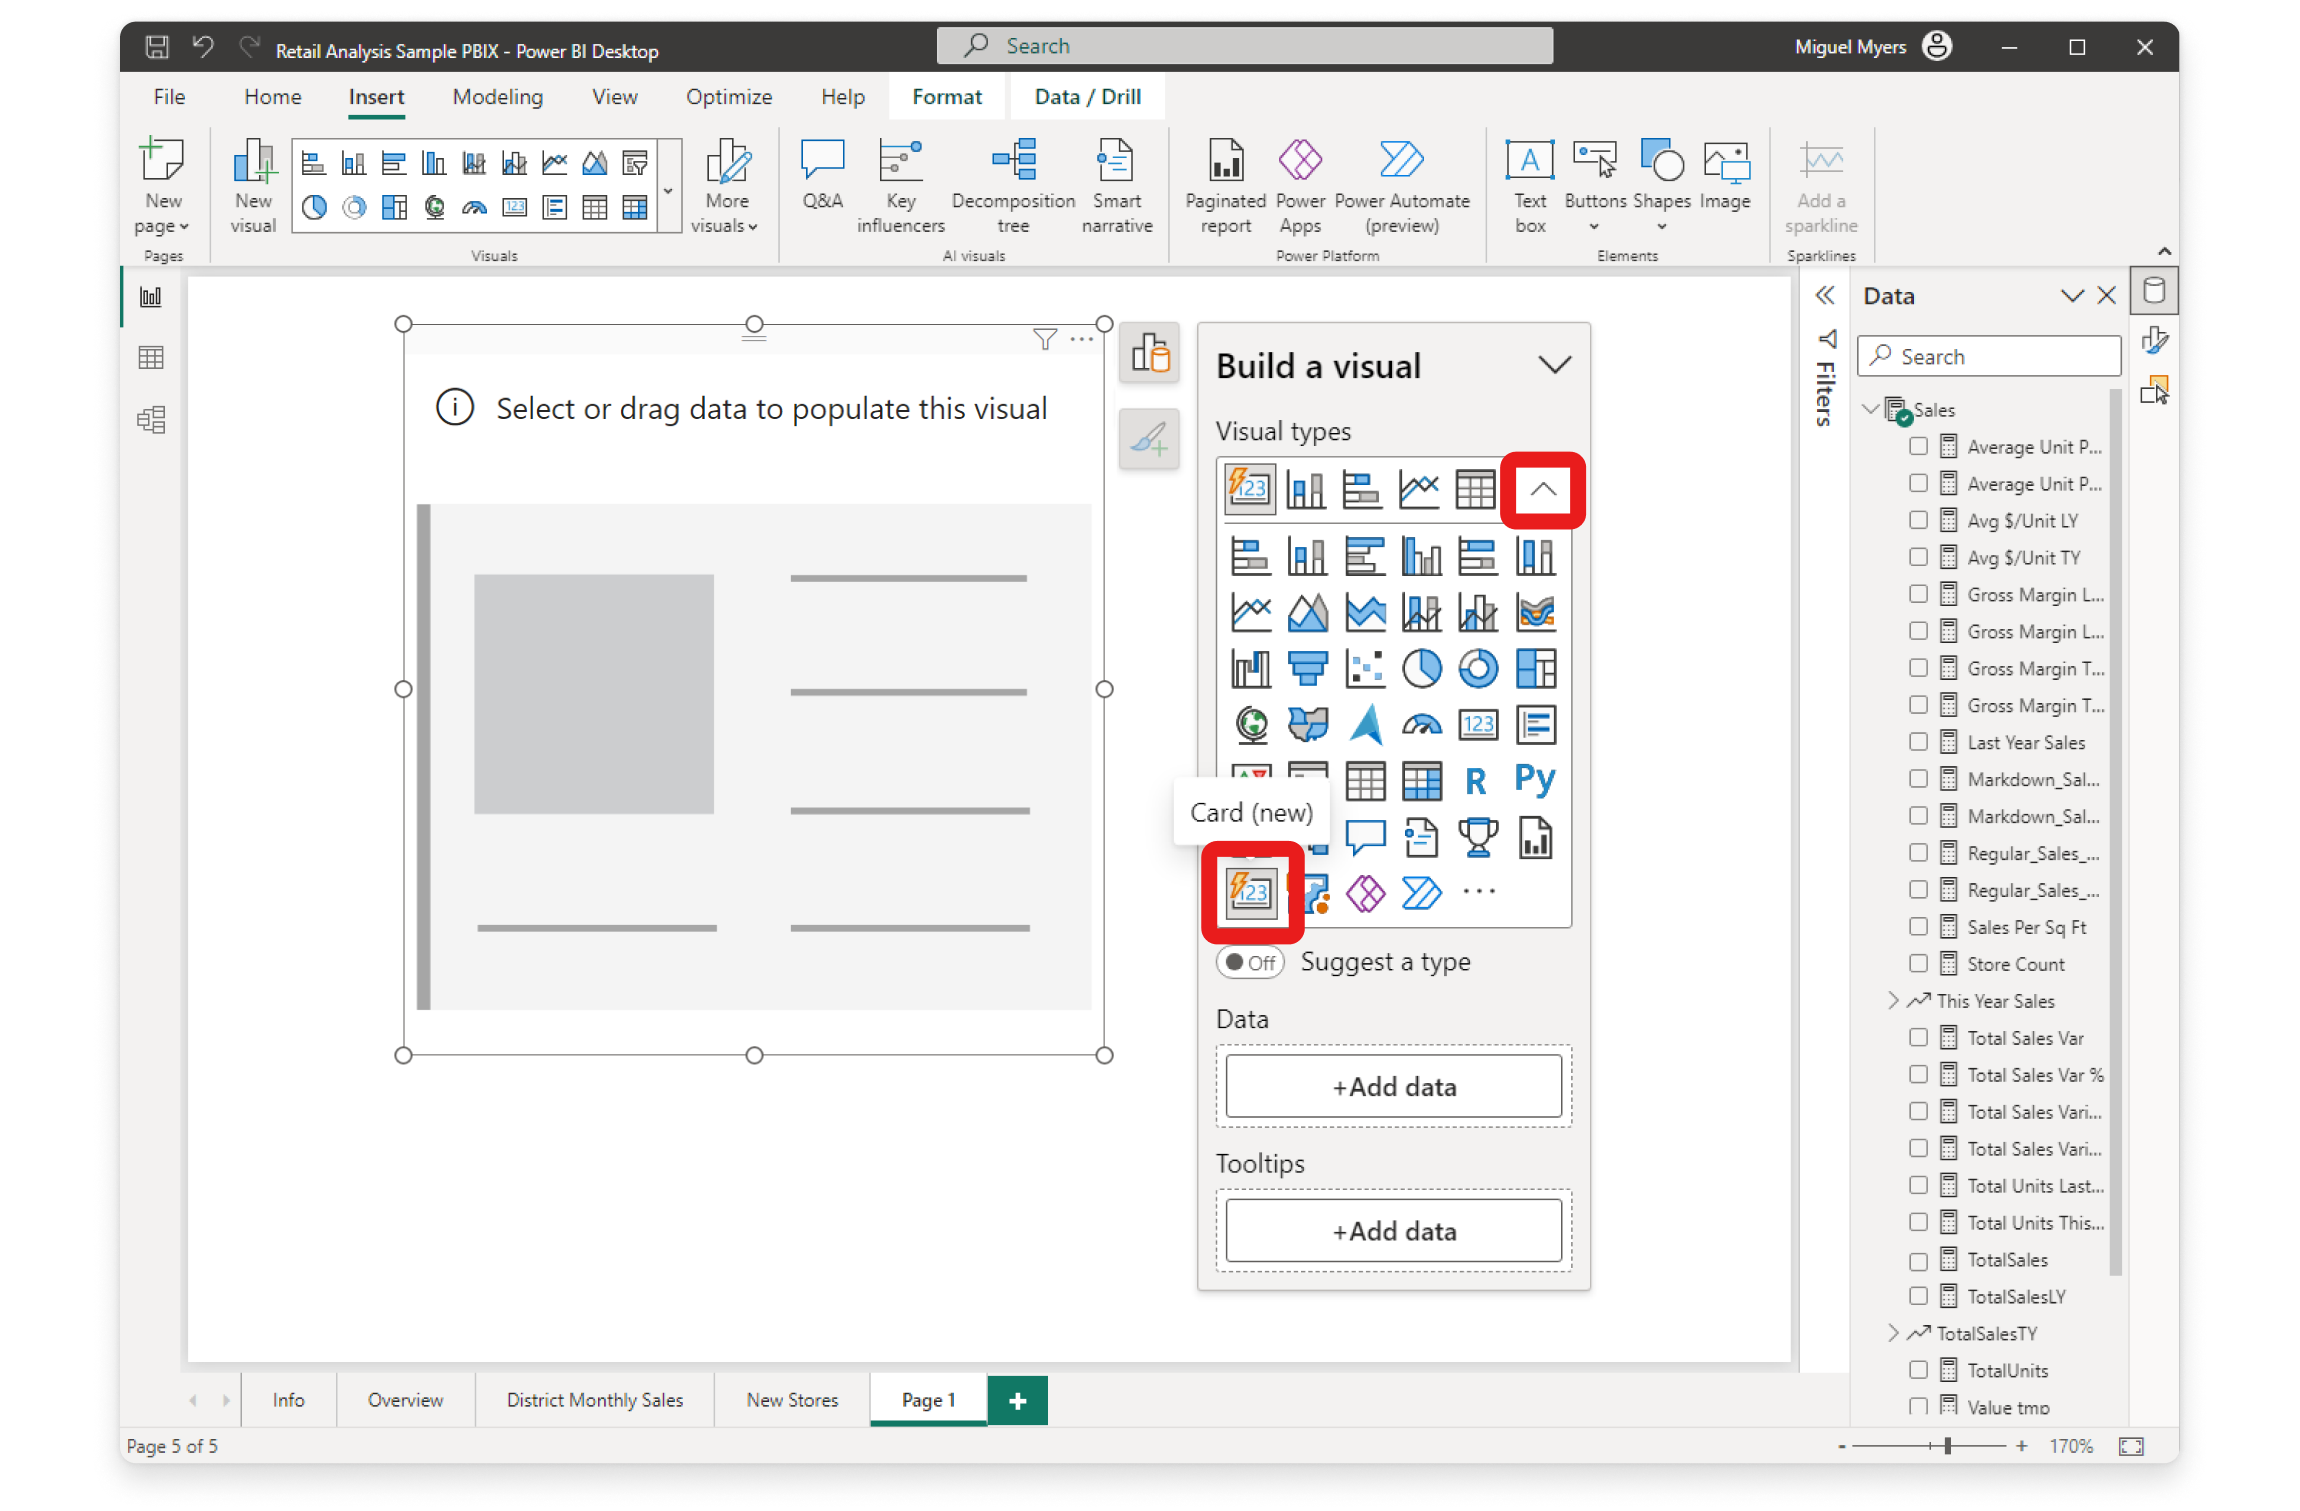 Retail Analysis Sample PBIX - Power BI Desktop
Search
Miguel Myers
File Home Insert Modeling View Optimize Help Format Data / Drill
New page
New visual
More visuals
Q&A
Key influencers
Decomposition tree
Smart narrative
Paginated report
Power Apps
Power Automate (preview)
A
Text box
Buttons
Shapes
Image
Add a sparkline
Pages
Visuals
AI visuals
Power Platform
Elements
Sparklines
Select or drag data to populate this visual
Build a visual
Visual types
123
123
R
Py
Card (new)
123
Off
Suggest a type
Data
+Add data
Tooltips
+Add data
Filters
Data
Search
Sales
Average Unit P...
Average Unit P...
Avg $/Unit LY
Avg $/Unit TY
Gross Margin L...
Gross Margin L...
Gross Margin T...
Gross Margin T...
Last Year Sales
Markdown_Sal...
Markdown_Sal...
Regular_Sales_...
Regular_Sales_...
Sales Per Sq Ft
Store Count
This Year Sales
Total Sales Var
Total Sales Var %
Total Sales Vari...
Total Sales Vari...
Total Units Last...
Total Units This...
TotalSales
TotalSalesLY
TotalSalesTY
TotalUnits
Value tmp
Info
Overview
District Monthly Sales
New Stores
Page 1
+
Page 5 of 5
- + 170%